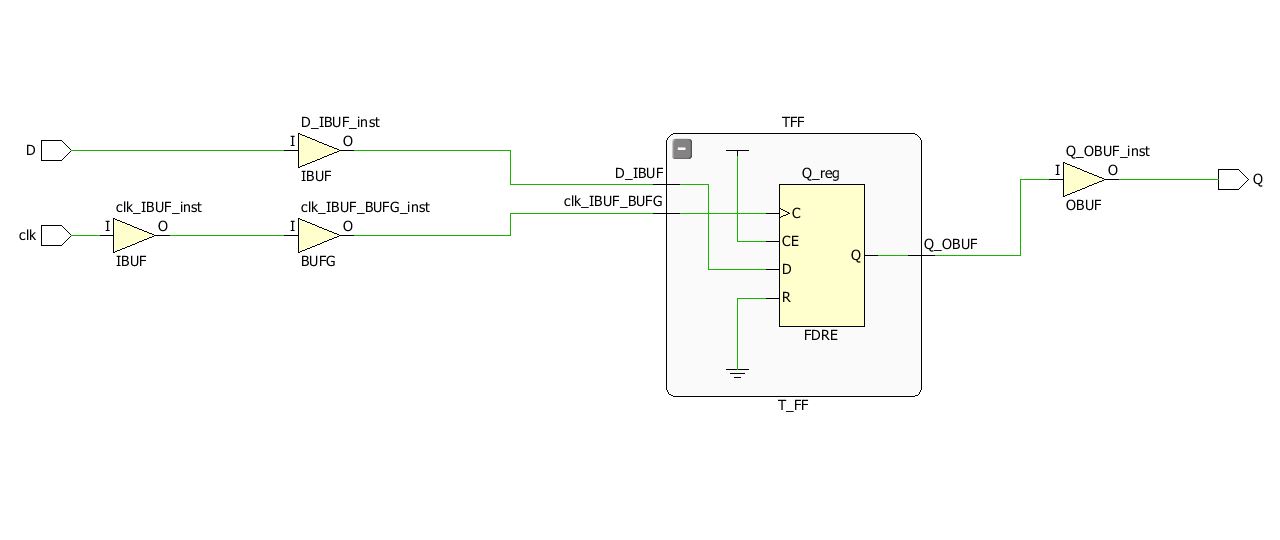 D
I
D_IBUF_inst
O
IBUF
clk
I
clk_IBUF_inst
O
IBUF
I
clk_IBUF_BUFG_inst
O
BUFG
D_IBUF
clk_IBUF_BUFG
TFF
Q_reg
C
CE
D
R
Q
FDRE
T_FF
Q_OBUF
I
Q_OBUF_inst
O
OBUF
Q